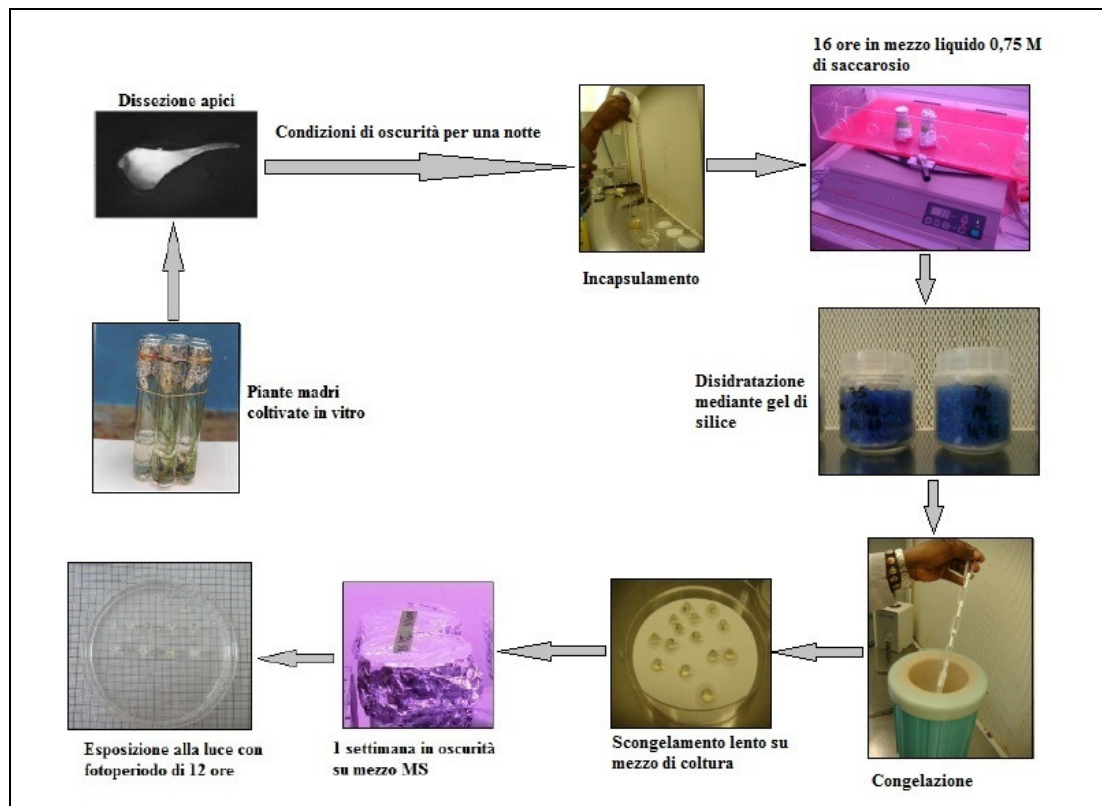 Piante madri
coltivate in vitro
Dissezione apici
Condizioni di oscurità per una notte
Incapsulamento
16 ore in mezzo liquido 0,75 M
di saccarosio
Disidratazione
mediante gel di
silice
Congelazione
Scongelamento lento su
mezzo di coltura
1 settimana in oscurità
su mezzo MS
Esposizione alla luce con
fotoperiodo di 12 ore